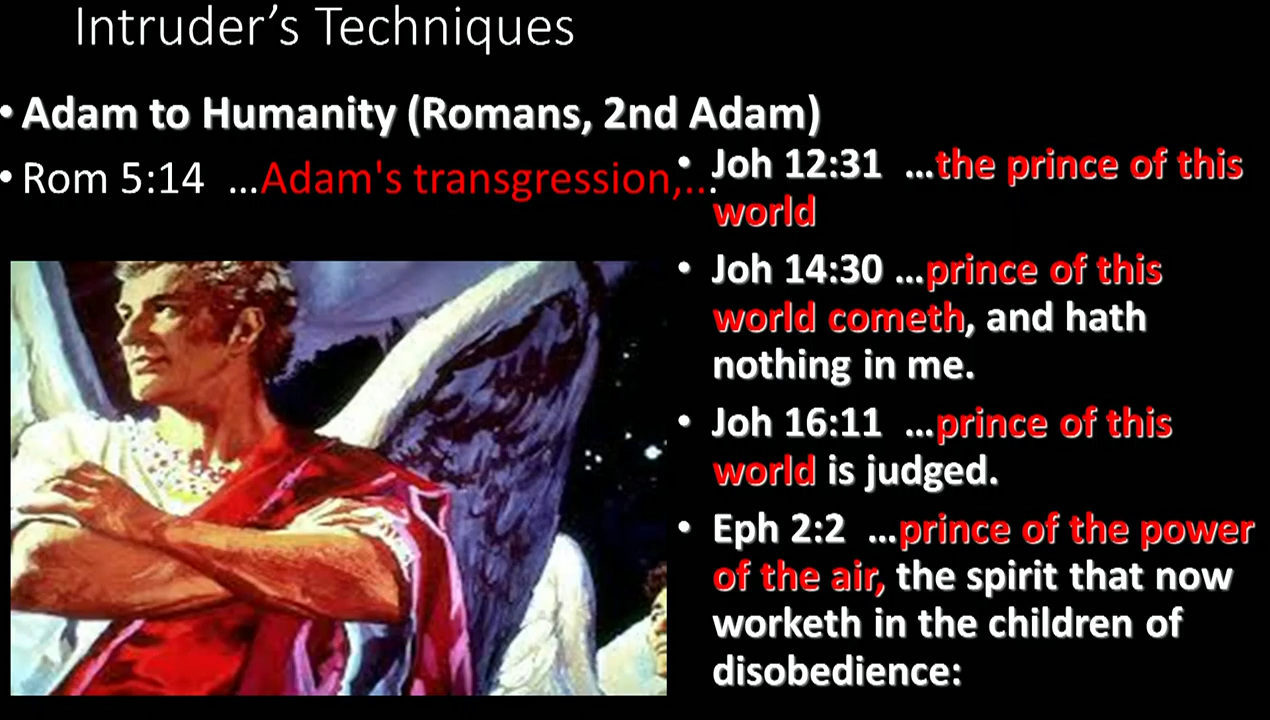 Intruder’s Techniques
• Adam to Humanity (Romans, 2nd Adam)
• Rom 5:14 …Adam's transgression,...
• Joh 12:31 …the prince of this
world
• Joh 14:30 …prince of this
world cometh, and hath
nothing in me.
• Joh 16:11 …prince of this
world is judged.
• Eph 2:2 …prince of the power
of the air, the spirit that now
worketh in the children of
disobedience: